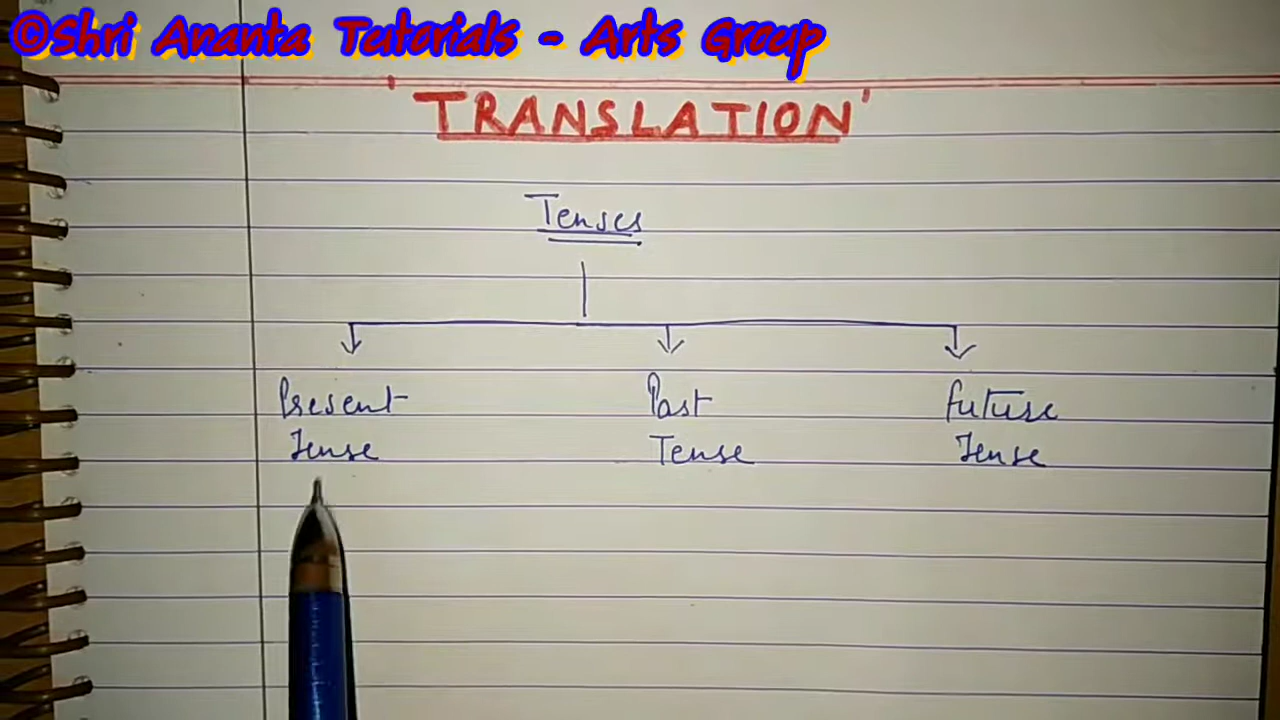 ©Shri Ananta Tutorials - Arts Group
'TRANSLATION'
Tenses
Present Past Future
Tense Tense Tense